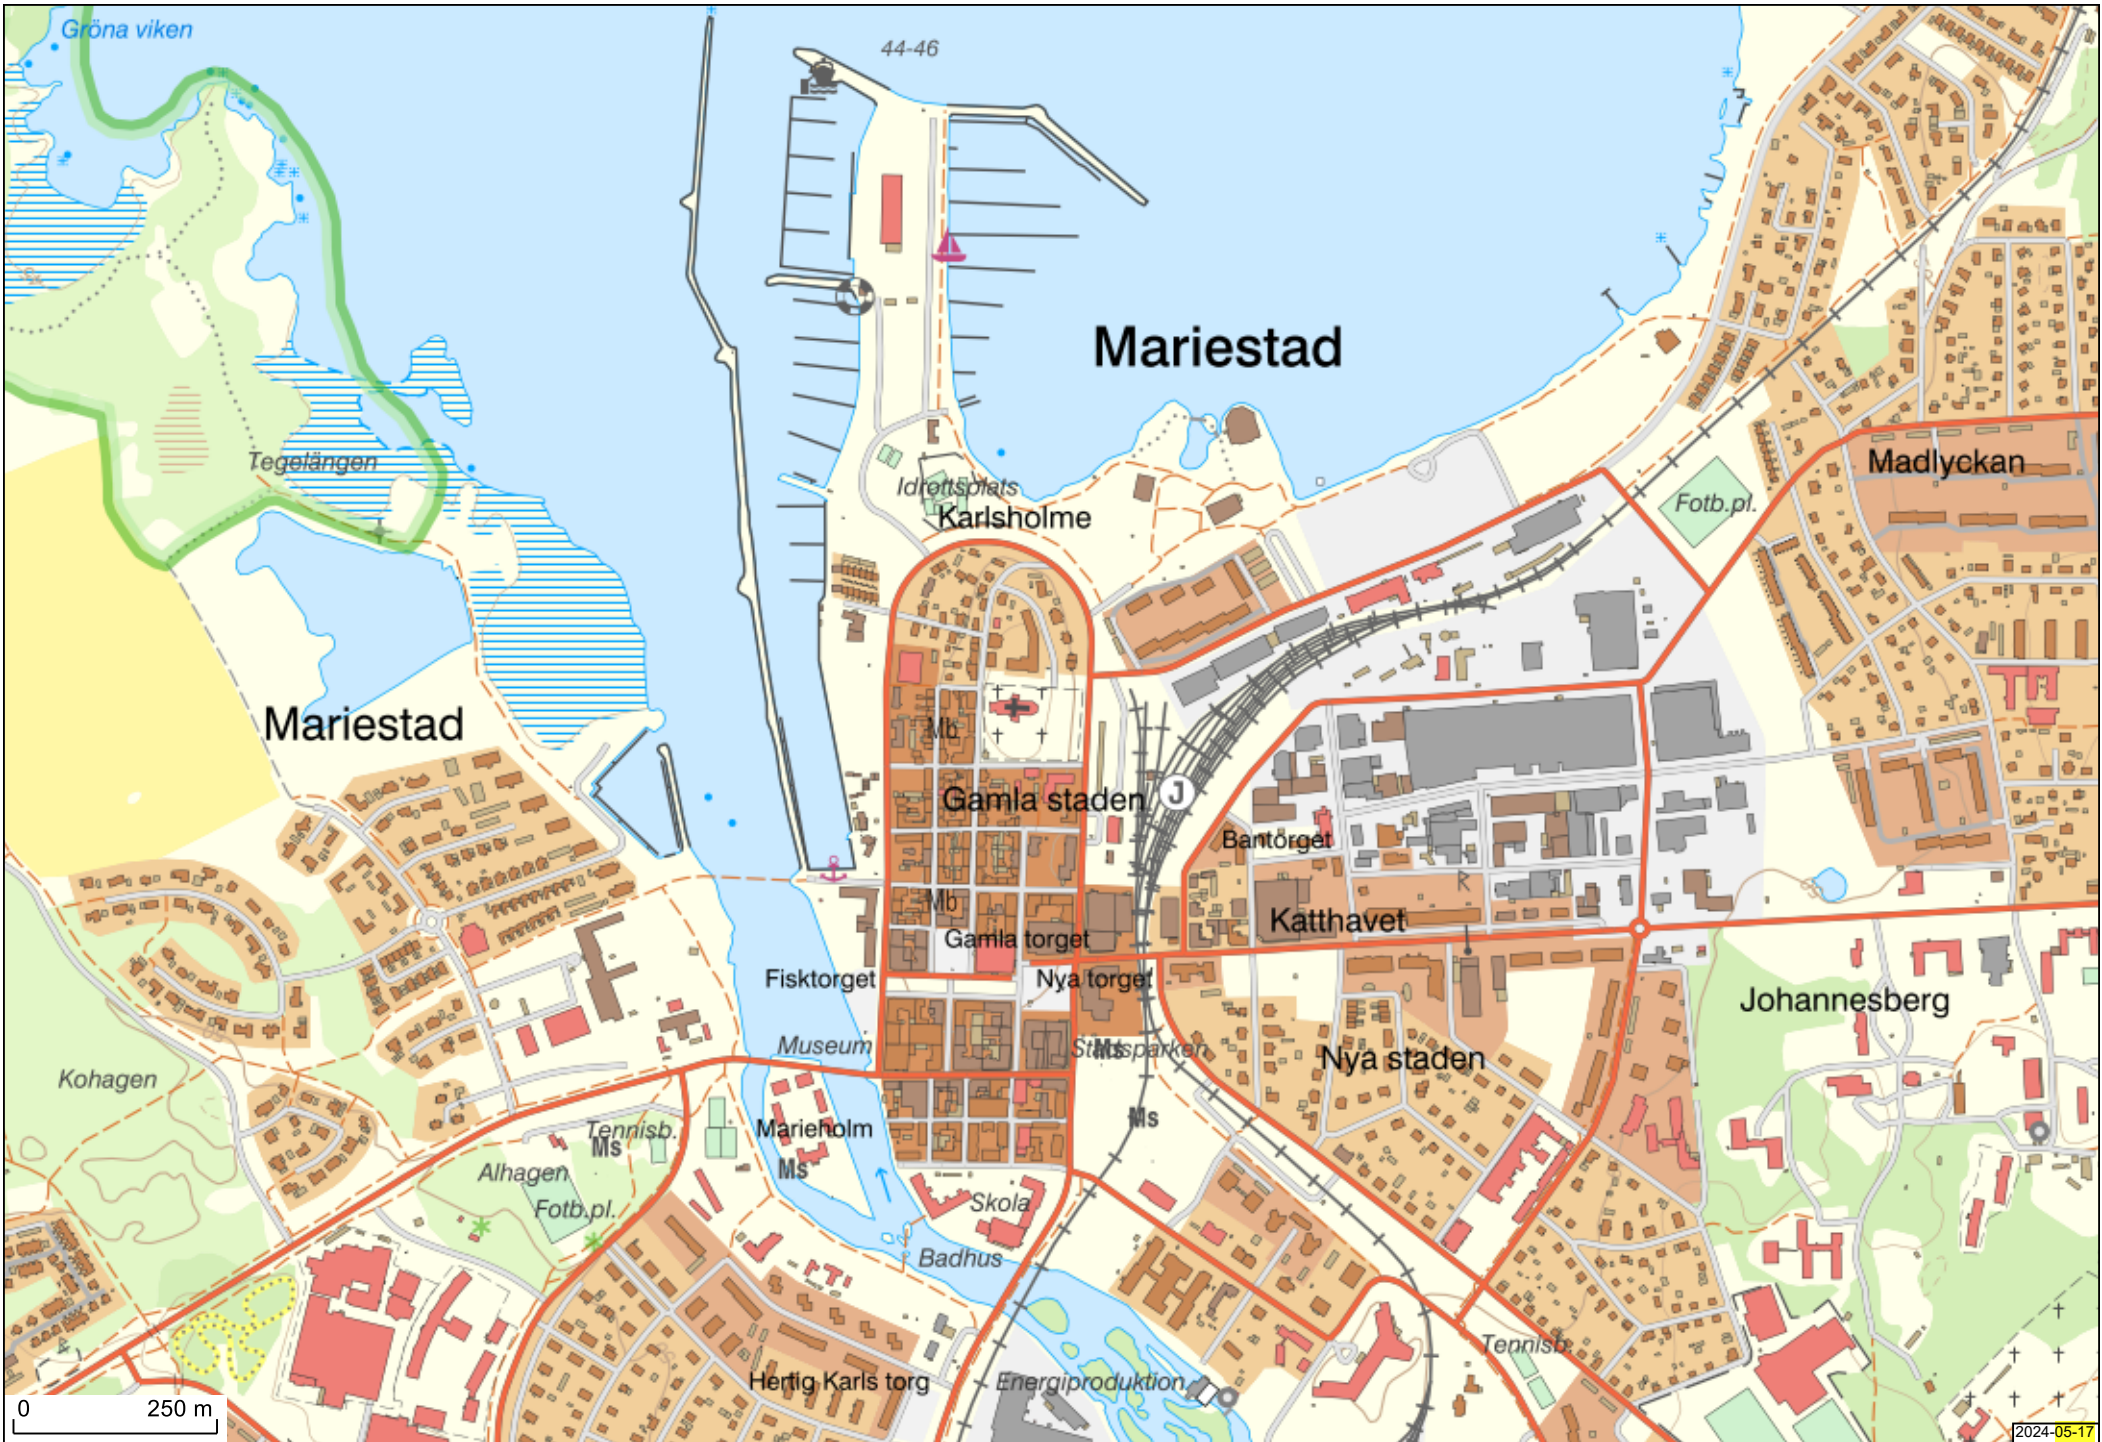 Gröna viken
44-46
Mariestad
Tegelängen
Madlyckan
Idrottsplats
Fotb.pl.
Karlsholme
Mariestad
Mb
Gamla staden
J
Bantorget
Mb
Katthavet
Gamla torget
Fisktorget
Nya torget
Johannesberg
Museum
Stadsparken
Ms
Nya staden
Kohagen
Ms
Tennisb.
Marieholm
Ms
Ms
Alhagen
Skola
Fotb.pl.
Badhus
Tennisb.
Hertig Karls torg
Energiproduktion
0 250 m
2024-05-17